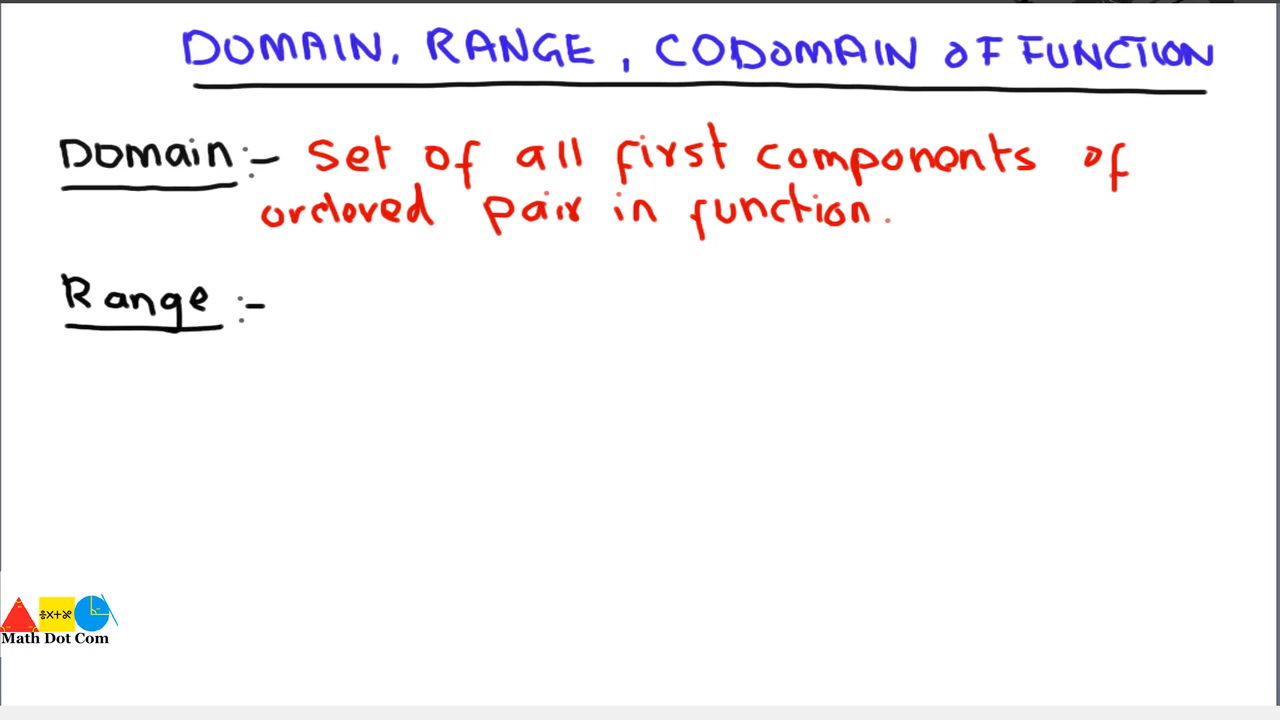 DOMAIN, RANGE, CODOMAIN OF FUNCTION
Domain :- Set of all first components of
ordered pair in function.
Range :-
÷x+
Math Dot Com